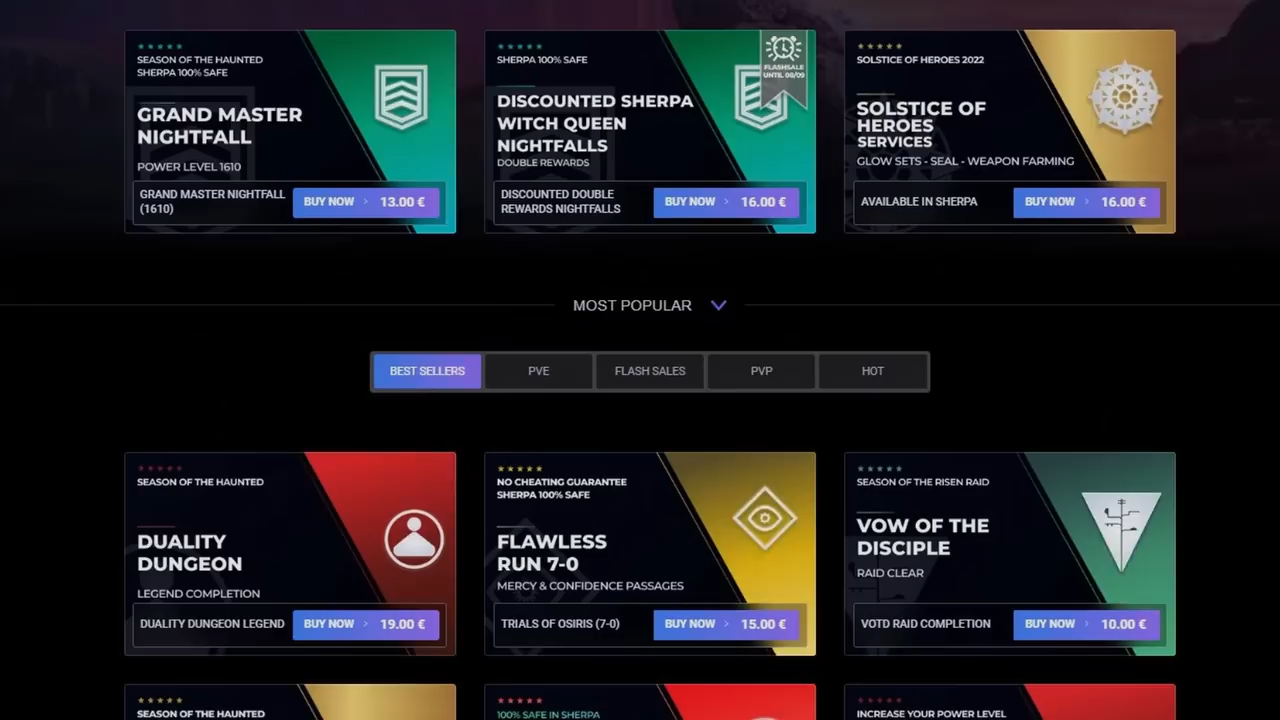 SEASON OF THE HAUNTED
SHERPA 100% SAFE
GRAND MASTER
NIGHTFALL
POWER LEVEL 1610
GRAND MASTER NIGHTFALL
(1610)
BUY NOW > 13.00 €
SHERPA 100% SAFE
FLASHSALE
UNTIL 08/09
DISCOUNTED SHERPA
WITCH QUEEN
NIGHTFALLS
DOUBLE REWARDS
DISCOUNTED DOUBLE
REWARDS NIGHTFALLS
BUY NOW > 16.00 €
SOLSTICE OF HEROES 2022
SOLSTICE OF
HEROES
SERVICES
GLOW SETS - SEAL - WEAPON FARMING
AVAILABLE IN SHERPA
BUY NOW > 16.00 €
MOST POPULAR
BEST SELLERS
PVE
FLASH SALES
PVP
HOT
SEASON OF THE HAUNTED
DUALITY
DUNGEON
LEGEND COMPLETION
DUALITY DUNGEON LEGEND
BUY NOW > 19.00 €
NO CHEATING GUARANTEE
SHERPA 100% SAFE
FLAWLESS
RUN 7-0
MERCY & CONFIDENCE PASSAGES
TRIALS OF OSIRIS (7-0)
BUY NOW > 15.00 €
SEASON OF THE RISEN RAID
VOW OF THE
DISCIPLE
RAID CLEAR
VOTD RAID COMPLETION
BUY NOW > 10.00 €
SEASON OF THE HAUNTED
100% SAFE IN SHERPA
INCREASE YOUR POWER LEVEL